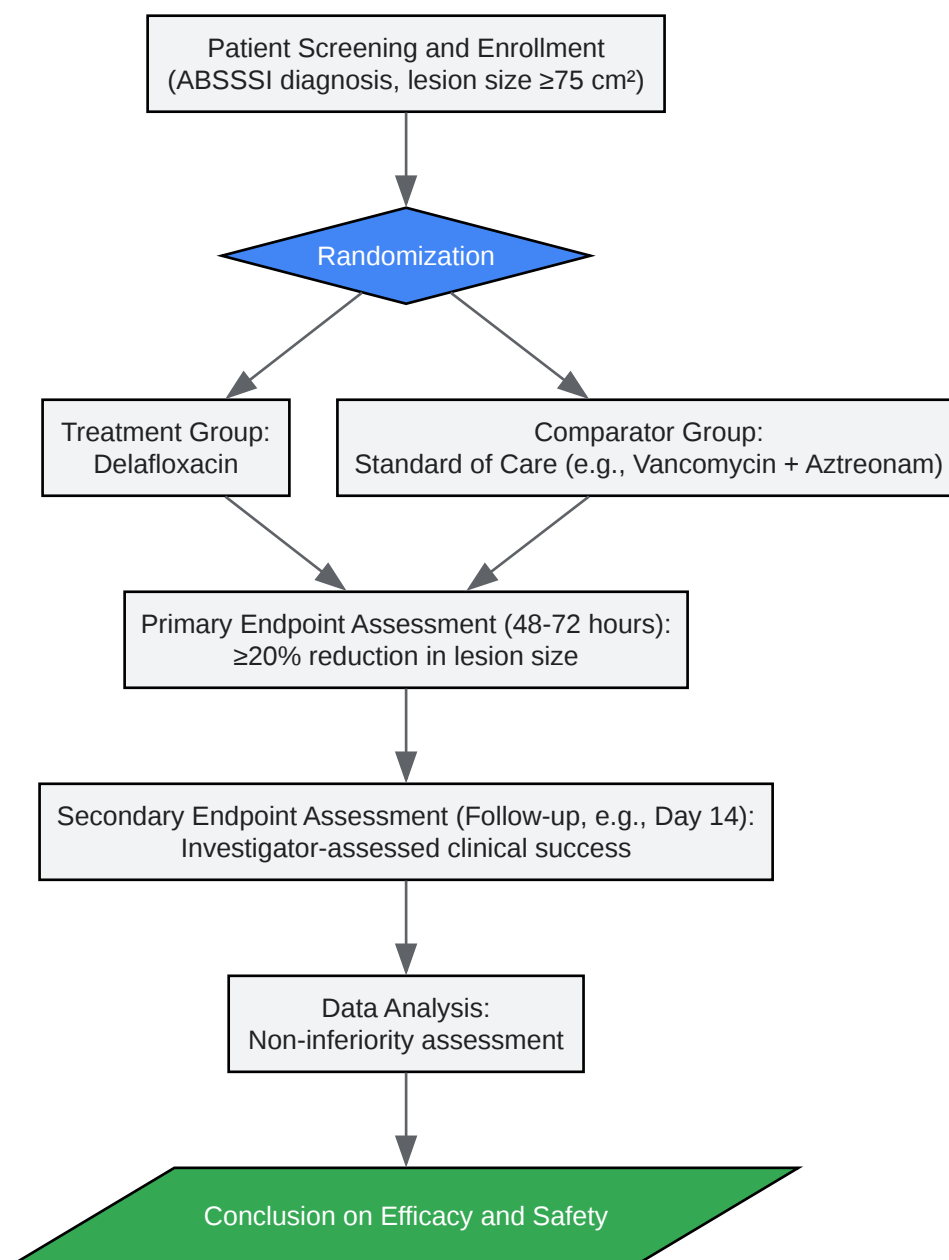 Patient Screening and Enrollment
(ABSSSI diagnosis, lesion size ≥75 cm²)
Randomization
Treatment Group:
Delafloxacin
Comparator Group:
Standard of Care (e.g., Vancomycin + Aztreonam)
Primary Endpoint Assessment (48-72 hours):
≥20% reduction in lesion size
Secondary Endpoint Assessment (Follow-up, e.g., Day 14):
Investigator-assessed clinical success
Data Analysis:
Non-inferiority assessment
Conclusion on Efficacy and Safety